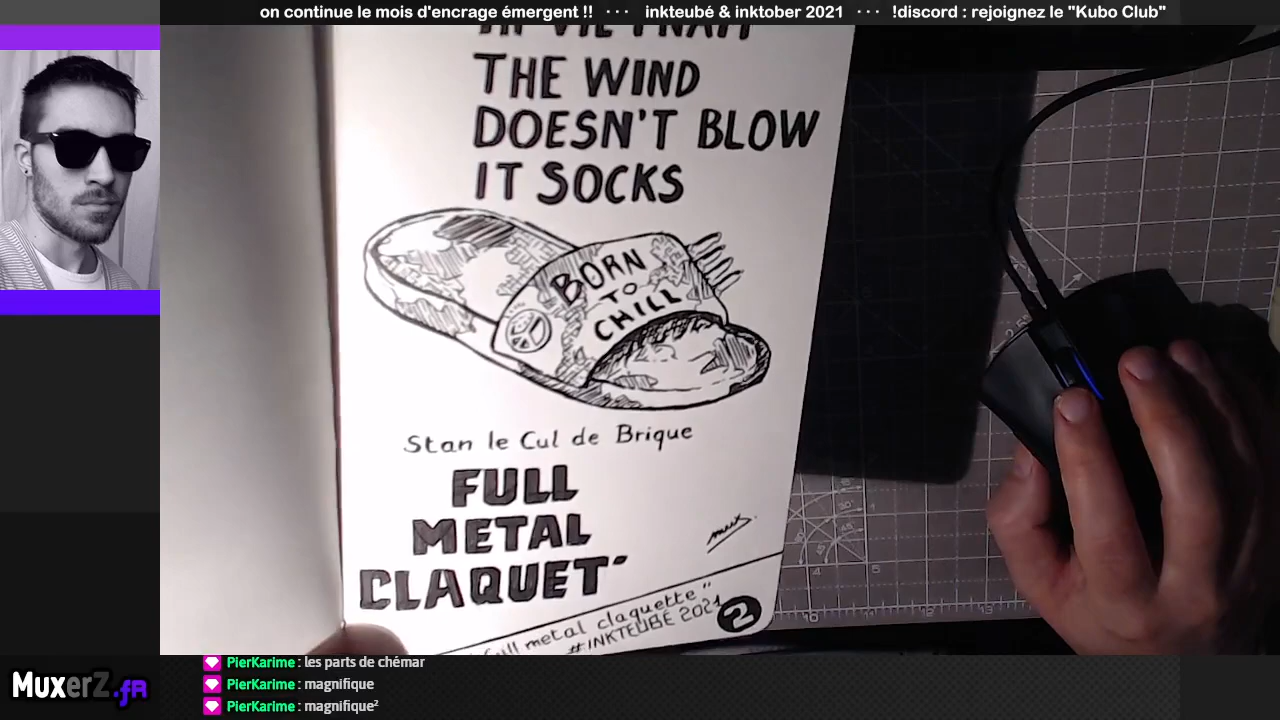 on continue le mois d'encrage émergent !! ··· inkteubé & inktober 2021 ··· !discord : rejoignez le "Kubo Club"
THE WIND
DOESN'T BLOW
IT SOCKS
BORN
TO
CHILL
Stan le Cul de Brique
FULL
METAL
CLAQUET'
mux.
full metal claquette"
#INKTEUBÉ 2021
2
PierKarime : les parts de chémar
PierKarime : magnifique
PierKarime : magnifique²
MuxerZ.fr